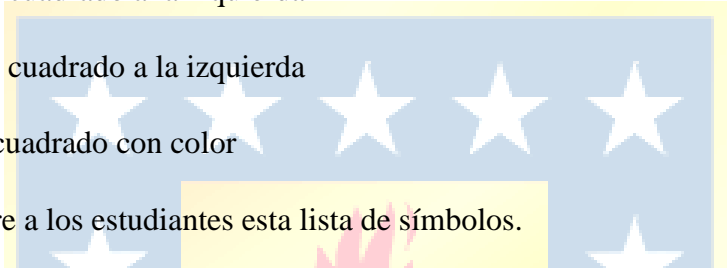 cuadrado a la izquierda
cuadrado con color
a los estudiantes esta lista de símbolos.